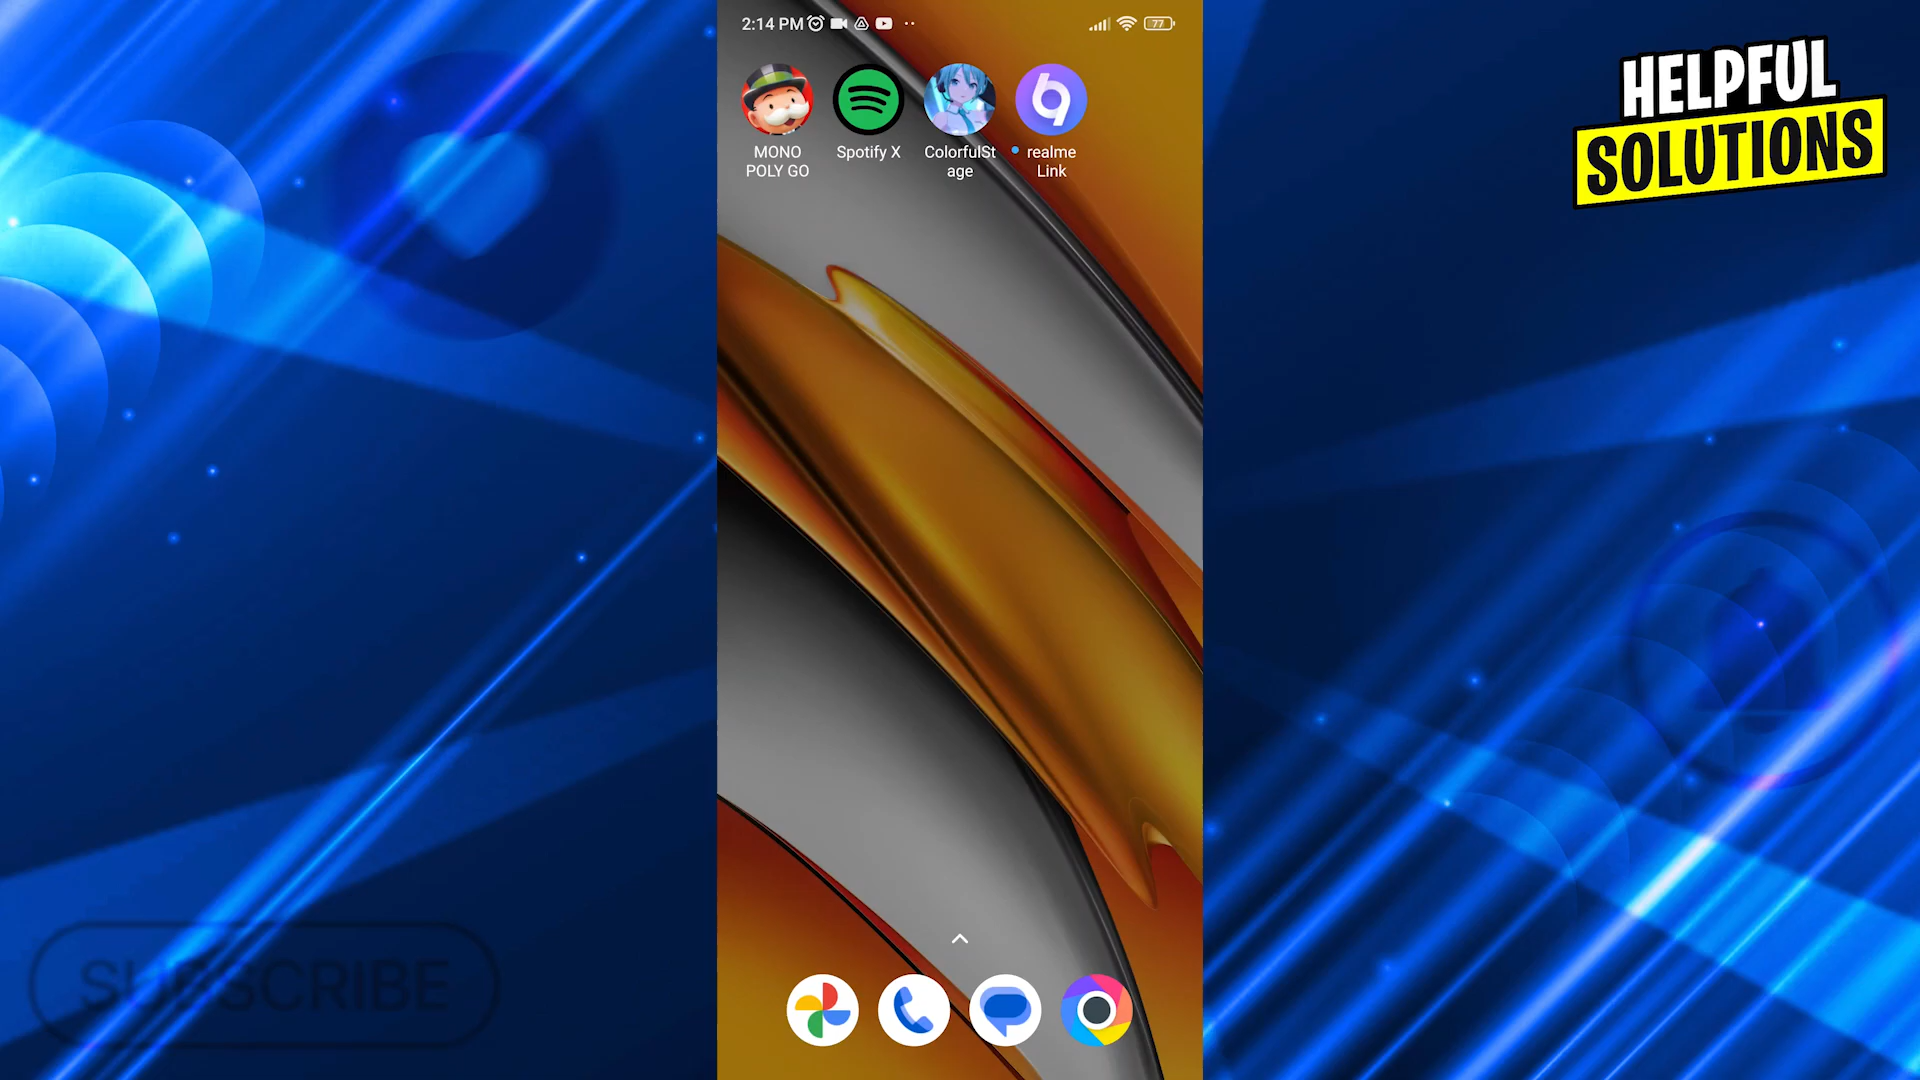 2:14 PM
77
HELPFUL
SOLUTIONS
MONO
POLY GO
Spotify X
ColorfulSt
age
realme
Link
SUBSCRIBE